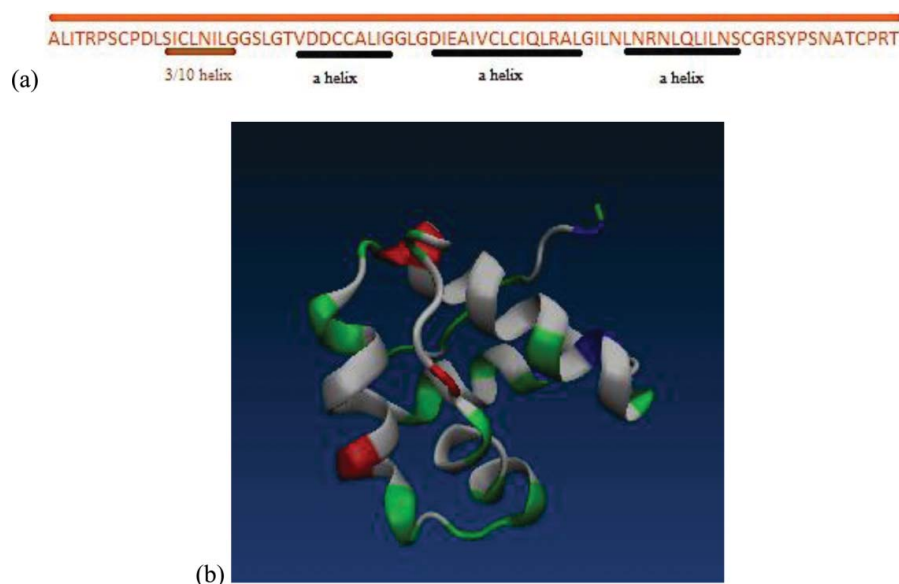 ALITRPSCPDLSICLNILGGSLGTVDDCCALIGGLGDIEAIVCLCIQLRALGILNLNRNLQLILNSCGRSYPSNATCPRT
3/10 helix a helix a helix a helix
(a)
(b)